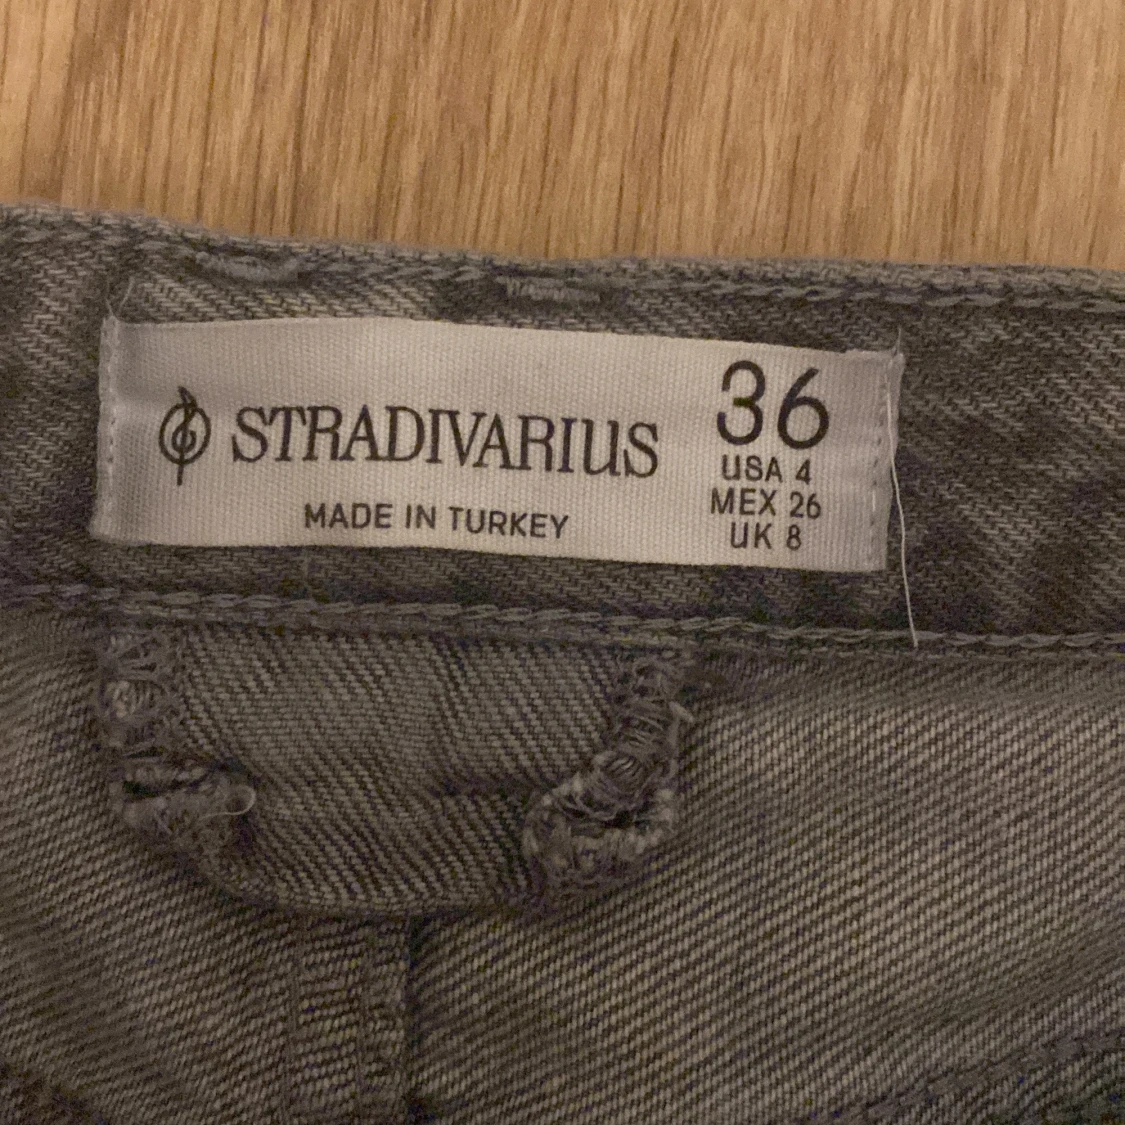 STRADIVARIUS
MADE IN TURKEY
36
USA 4
MEX 26
UK 8